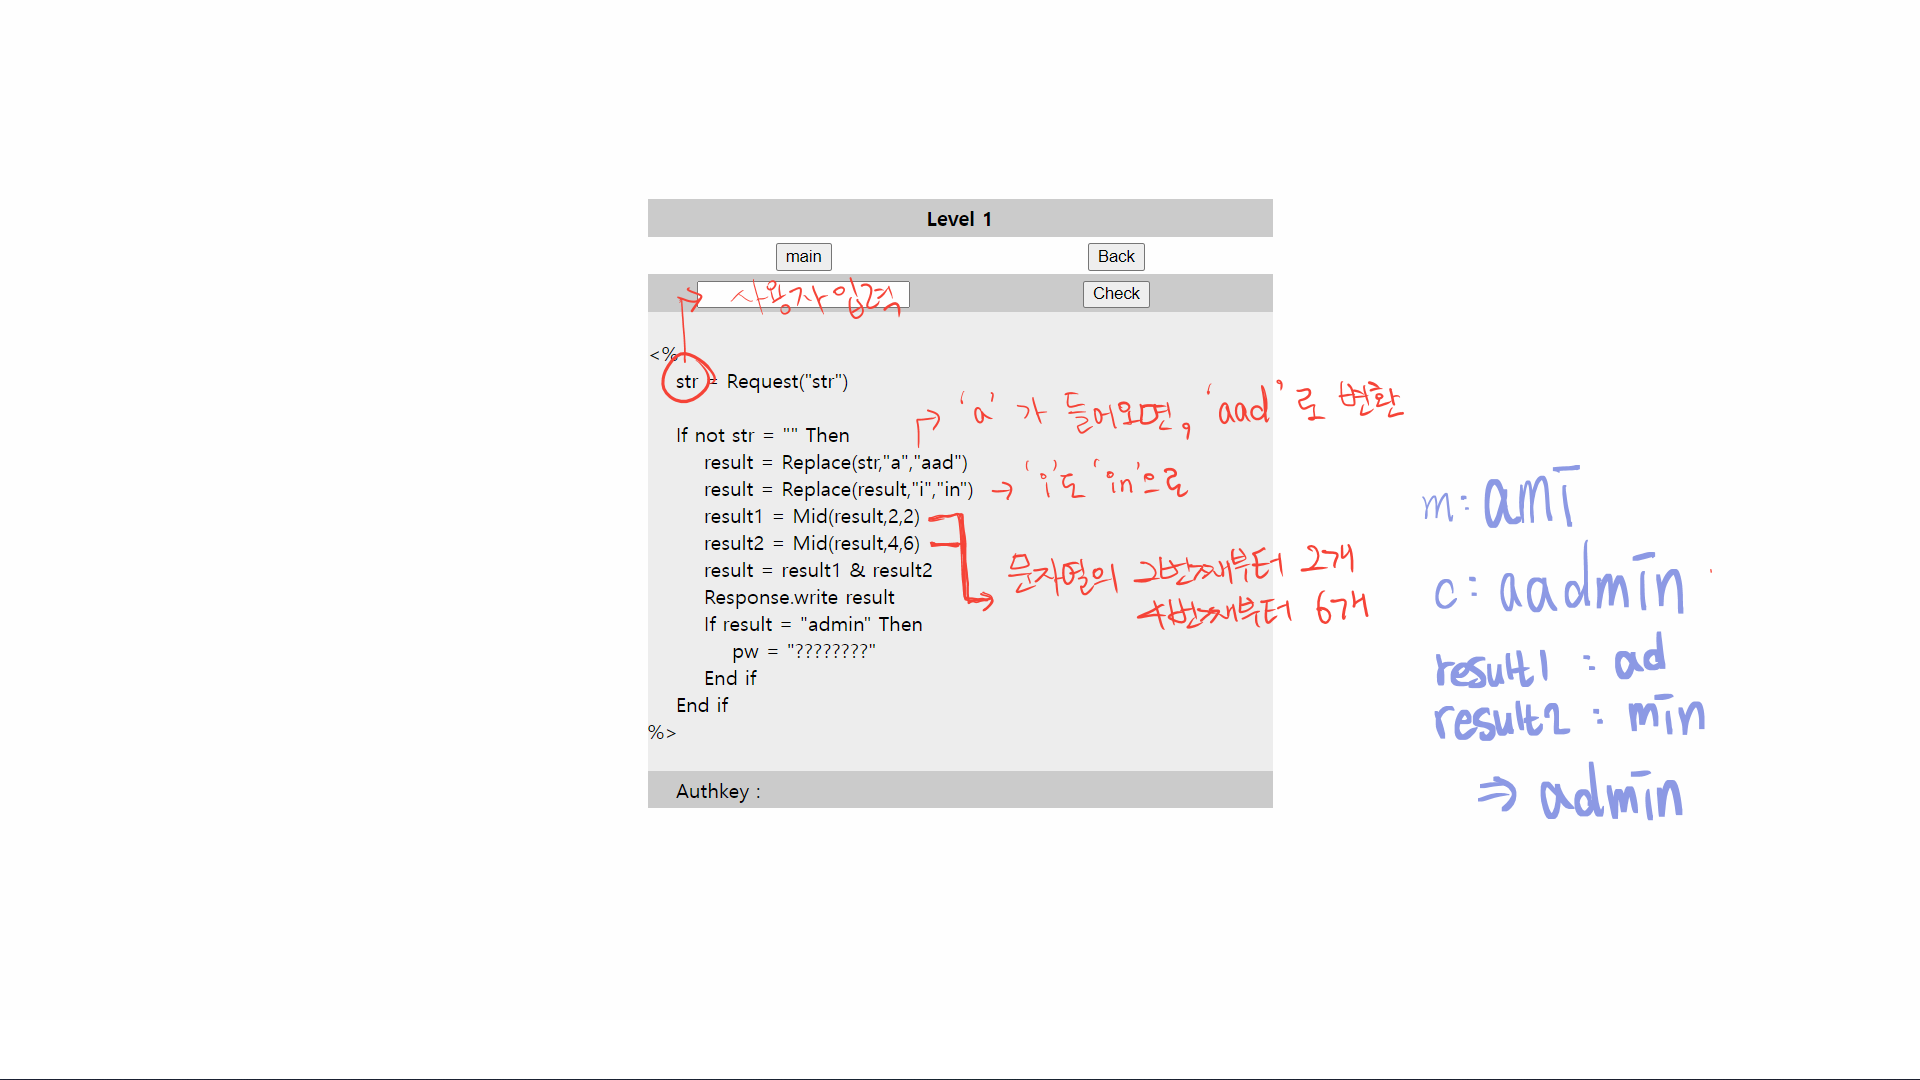 Level 1
main Back
사용자입력 Check
<%
str = Request("str")
'a' 가 들어오면, 'aad'로 변환
If not str = "" Then
result = Replace(str,"a","aad")
result = Replace(result,"i","in") → 'i'도 'in'으로
result1 = Mid(result,2,2)
result2 = Mid(result,4,6)
result = result1 & result2
Response.write result
If result = "admin" Then
pw = "????????"
End if
End if
%>
Authkey :
문자열의 2번째부터 2개
4번째부터 6개
m: ami
c: aadmin
result1 : ad
result2 : min
⇒ admin